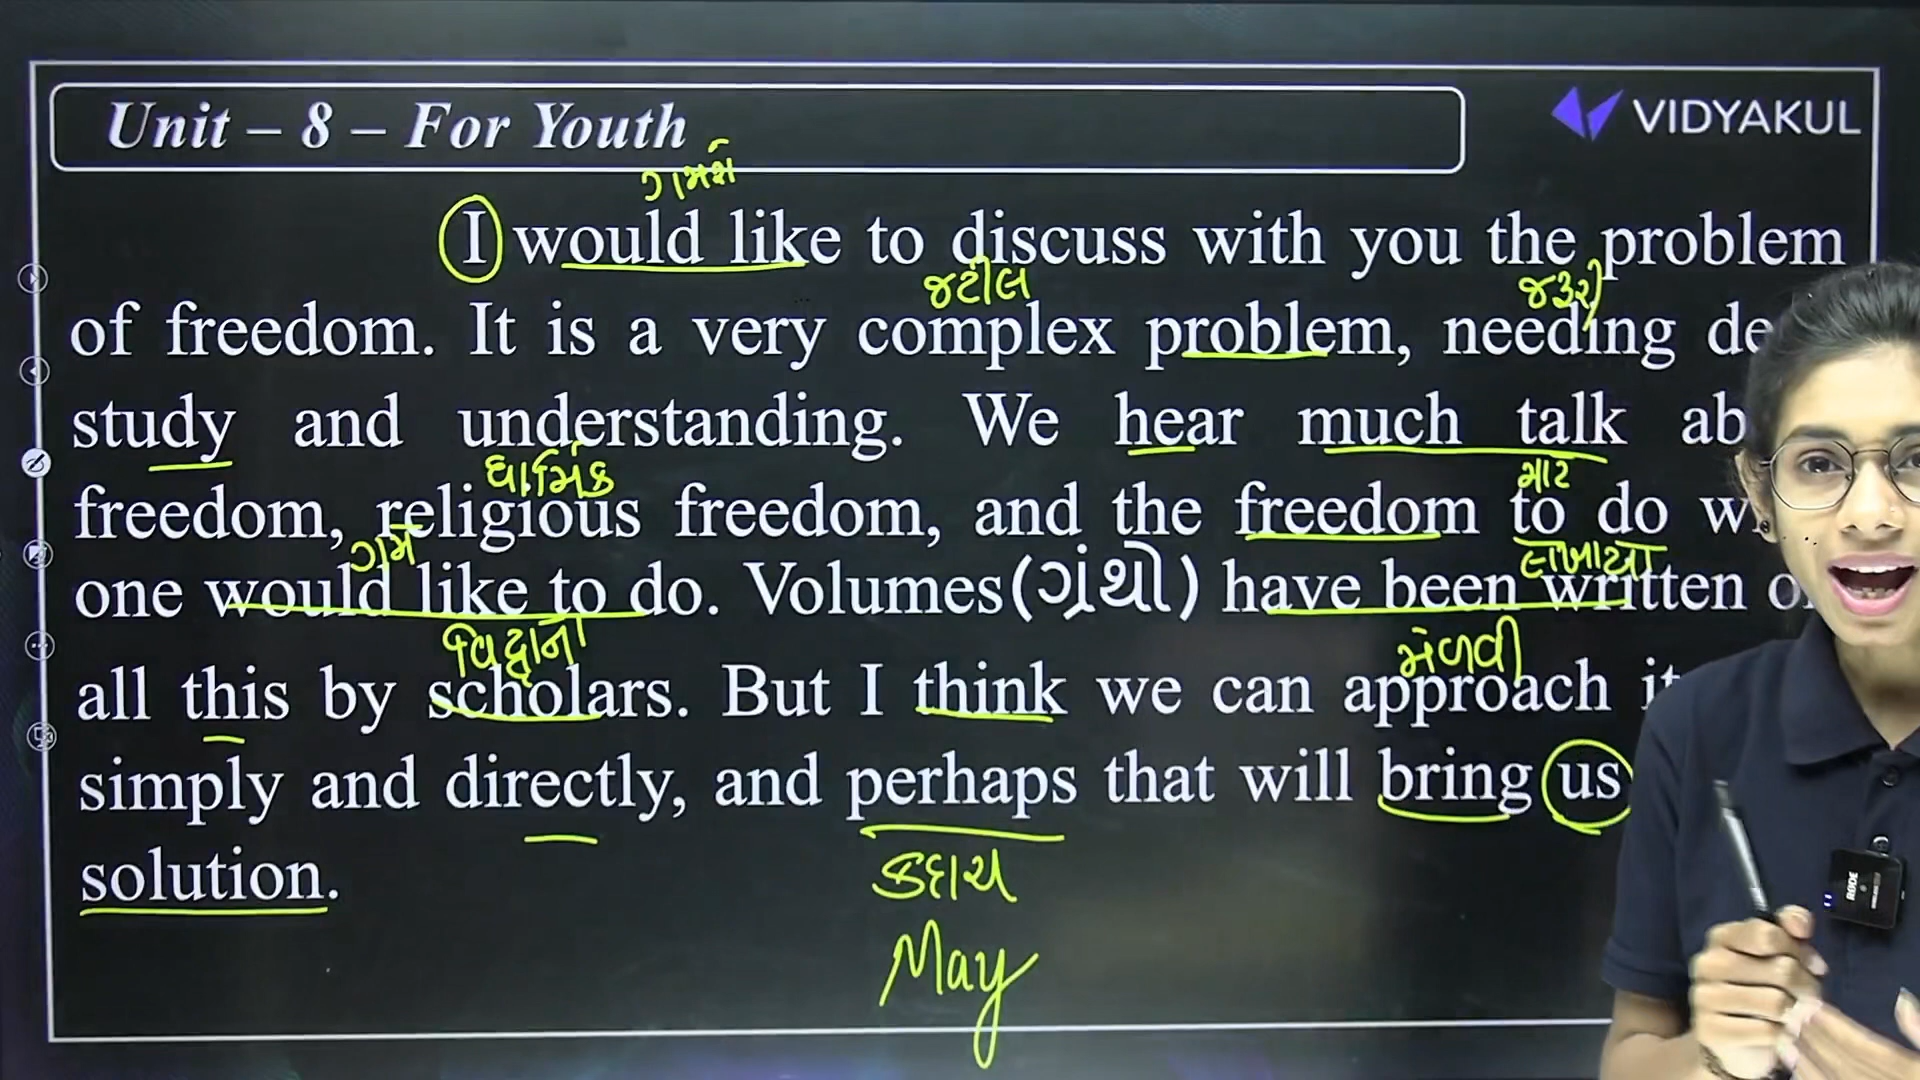 Unit – 8 – For Youth
VIDYAKUL
ગમશે
I would like to discuss with you the problem
જટીલ જરૂરી
of freedom. It is a very complex problem, needing de
study and understanding. We hear much talk ab
ધાર્મિક માટે
freedom, religious freedom, and the freedom to do w
ગમે
one would like to do. Volumes(ગ્રંથો) have been written o
વિદ્વાનો મેળવી
all this by scholars. But I think we can approach it
simply and directly, and perhaps that will bring us
solution.
કદાચ
May
RODE